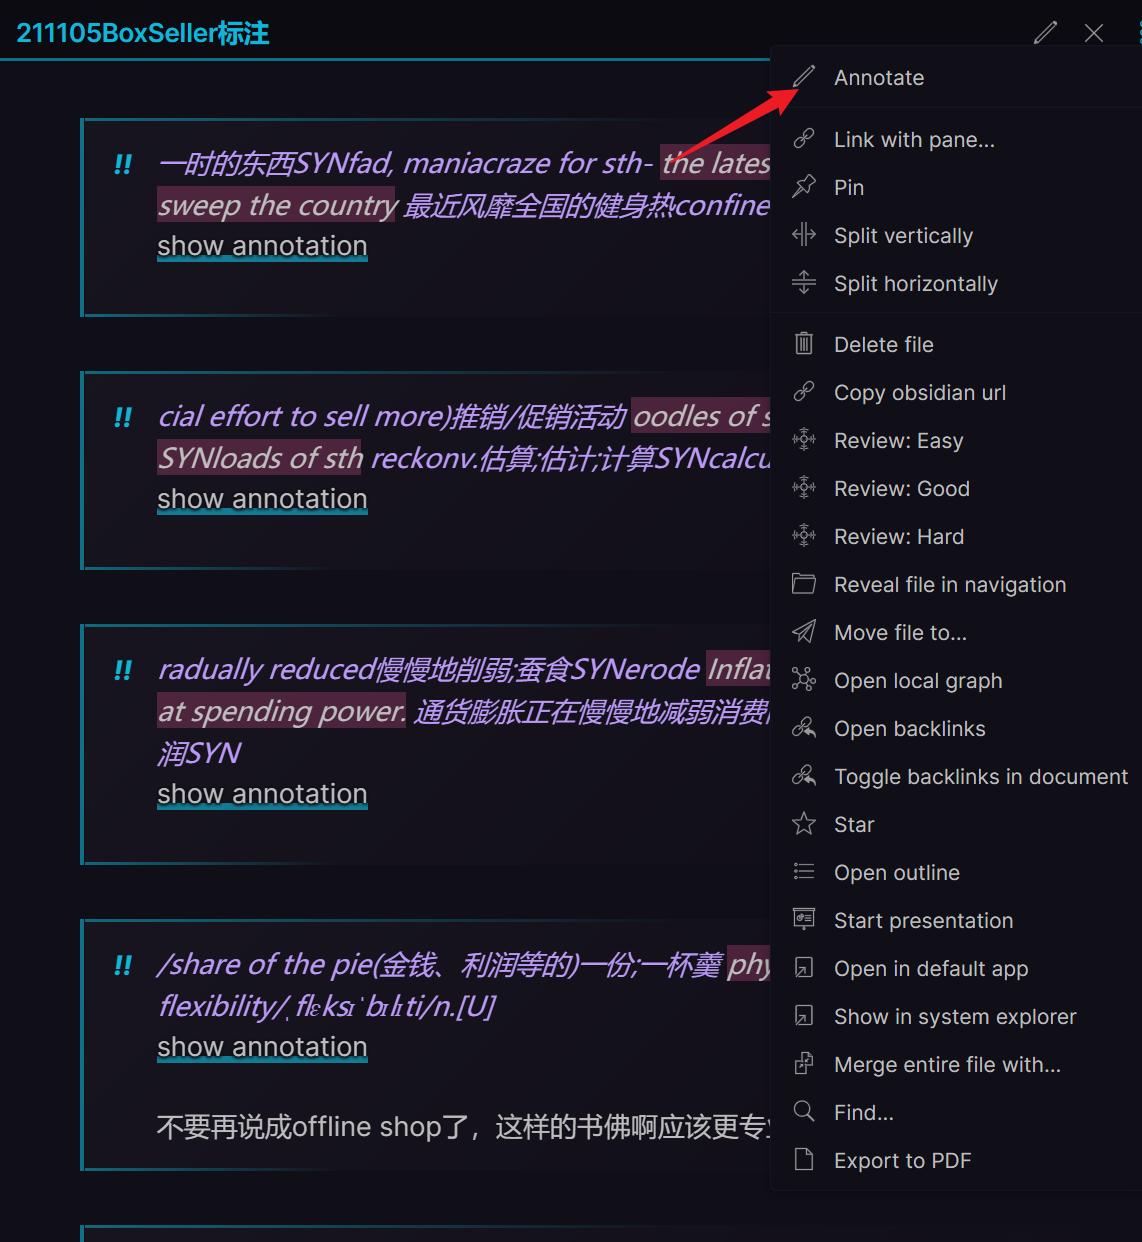 211105BoxSeller标注
!! 一时的东西SYNfad, maniacraze for sth- the lates
sweep the country 最近风靡全国的健身热confine
show annotation
!! cial effort to sell more)推销/促销活动 oodles of s
SYNloads of sth reckonv.估算;估计;计算SYNcalcu
show annotation
!! radually reduced慢慢地削弱;蚕食SYNerode Inflat
at spending power. 通货膨胀正在慢慢地减弱消费
润SYN
show annotation
!! /share of the pie(金钱、利润等的)一份;一杯羹 phy
flexibility/ˌflɛksɪˈbɪlɪti/n.[U]
show annotation
不要再说成offline shop了，这样的书佛啊应该更专
Annotate
Link with pane...
Pin
Split vertically
Split horizontally
Delete file
Copy obsidian url
Review: Easy
Review: Good
Review: Hard
Reveal file in navigation
Move file to...
Open local graph
Open backlinks
Toggle backlinks in document
Star
Open outline
Start presentation
Open in default app
Show in system explorer
Merge entire file with...
Find...
Export to PDF